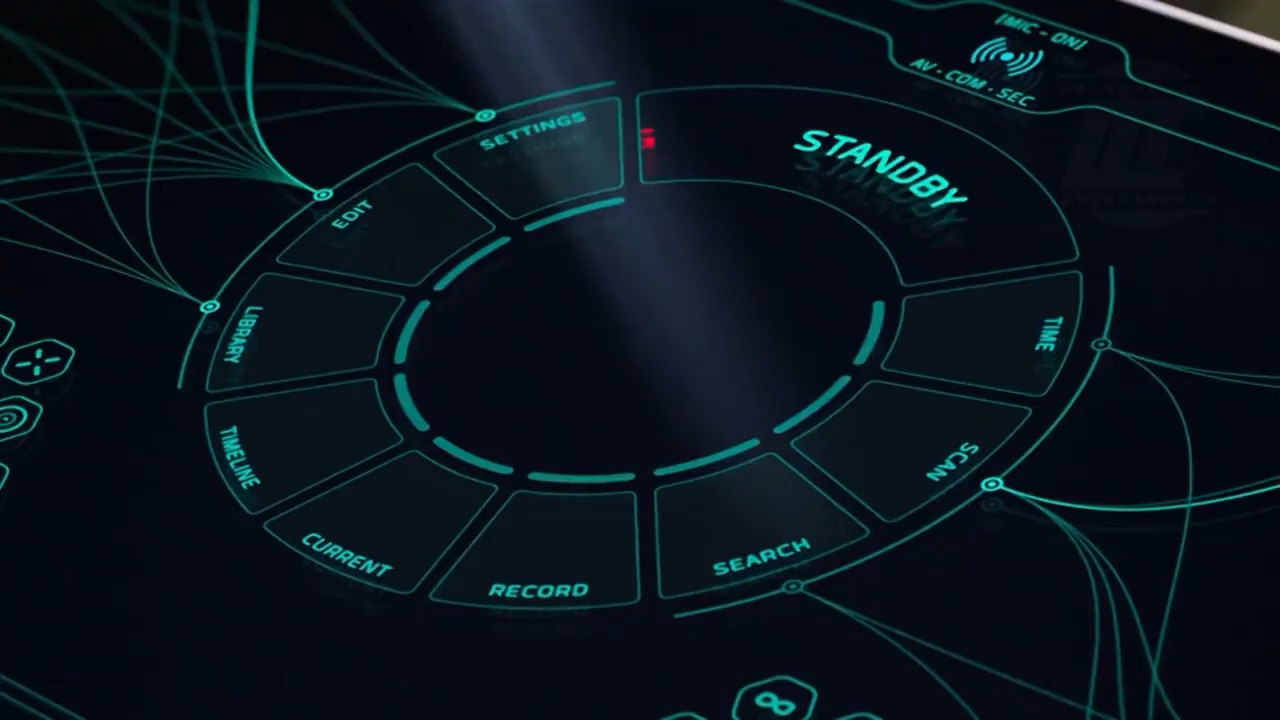 [MIC - ON]
AV • COM • SEC
STANDBY
SETTINGS
EDIT
LIBRARY
TIMELINE
CURRENT
RECORD
SEARCH
SCAN
TIME